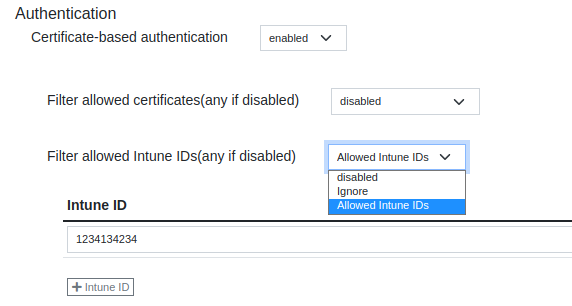 Authentication
Certificate-based authentication enabled
Filter allowed certificates(any if disabled) disabled
Filter allowed Intune IDs(any if disabled) Allowed Intune IDs
disabled
Ignore
Allowed Intune IDs
Intune ID
1234134234
+ Intune ID